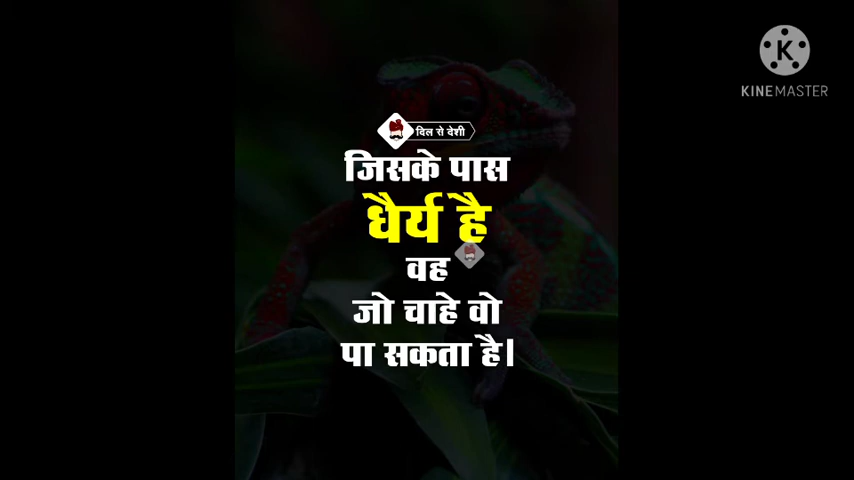 KINEMASTER
दिल से देशी
जिसके पास
धैर्य है
वह
जो चाहे वो
पा सकता है।